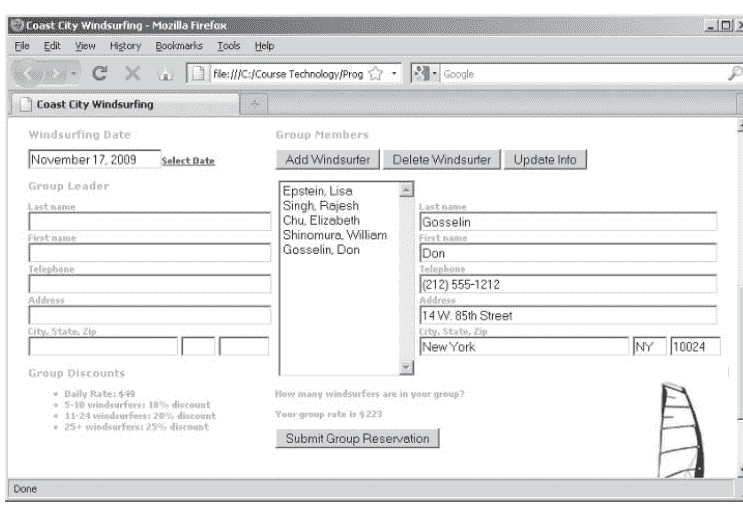 Coast City Windsurfing - Mozilla Firefox
File Edit View History Bookmarks Tools Help
file:///C:/Course Technology/Prog
Google
Coast City Windsurfing
Windsurfing Date
November 17, 2009 Select Date
Group Leader
Last name
First name
Telephone
Address
City, State, Zip
Group Discounts
Daily Rate: $49
5-10 windsurfers: 10% discount
11-24 windsurfers: 20% discount
25+ windsurfers: 25% discount
Group Members
Add Windsurfer Delete Windsurfer Update Info
Epstein, Lisa
Singh, Rajesh
Chu, Elizabeth
Shinomura, William
Gosselin, Don
Last name
Gosselin
First name
Don
Telephone
(212) 555-1212
Address
14 W. 85th Street
City, State, Zip
New York NY 10024
How many windsurfers are in your group?
Your group rate is $223
Submit Group Reservation
Done